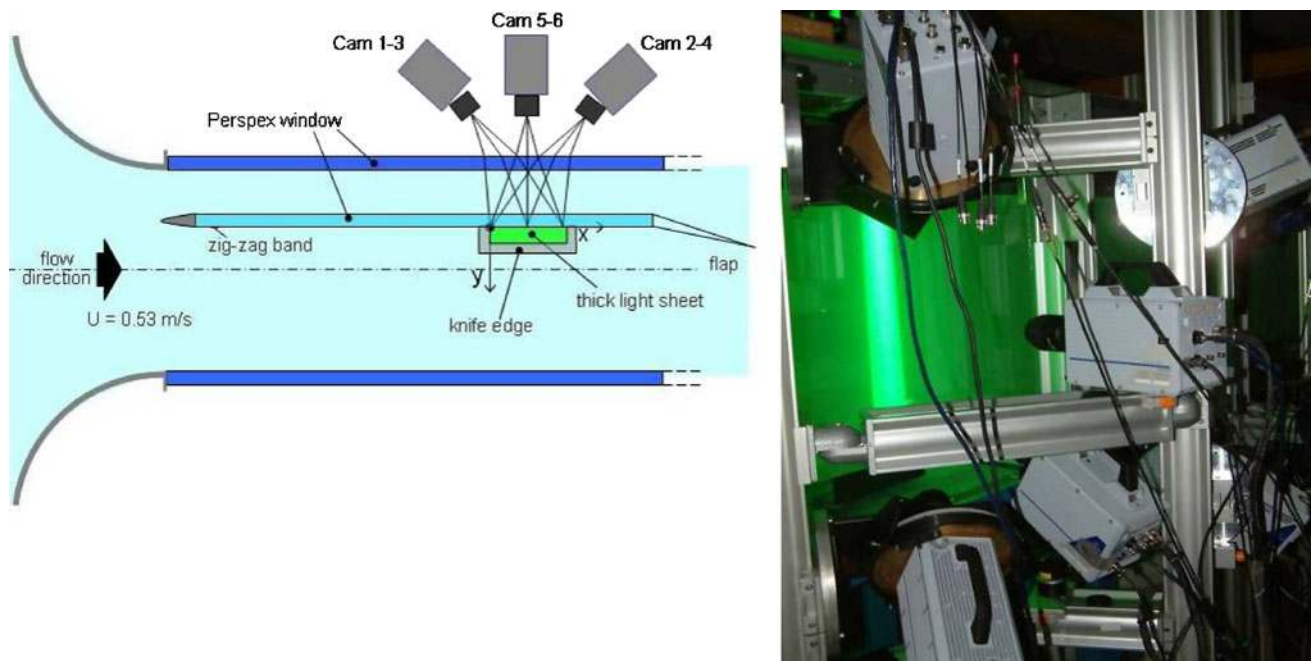 Cam 5-6
Cam 1-3
Cam 2-4
Perspex window
zig-zag band
x
flow
direction
y
flap
thick light sheet
knife edge
U = 0.53 m/s